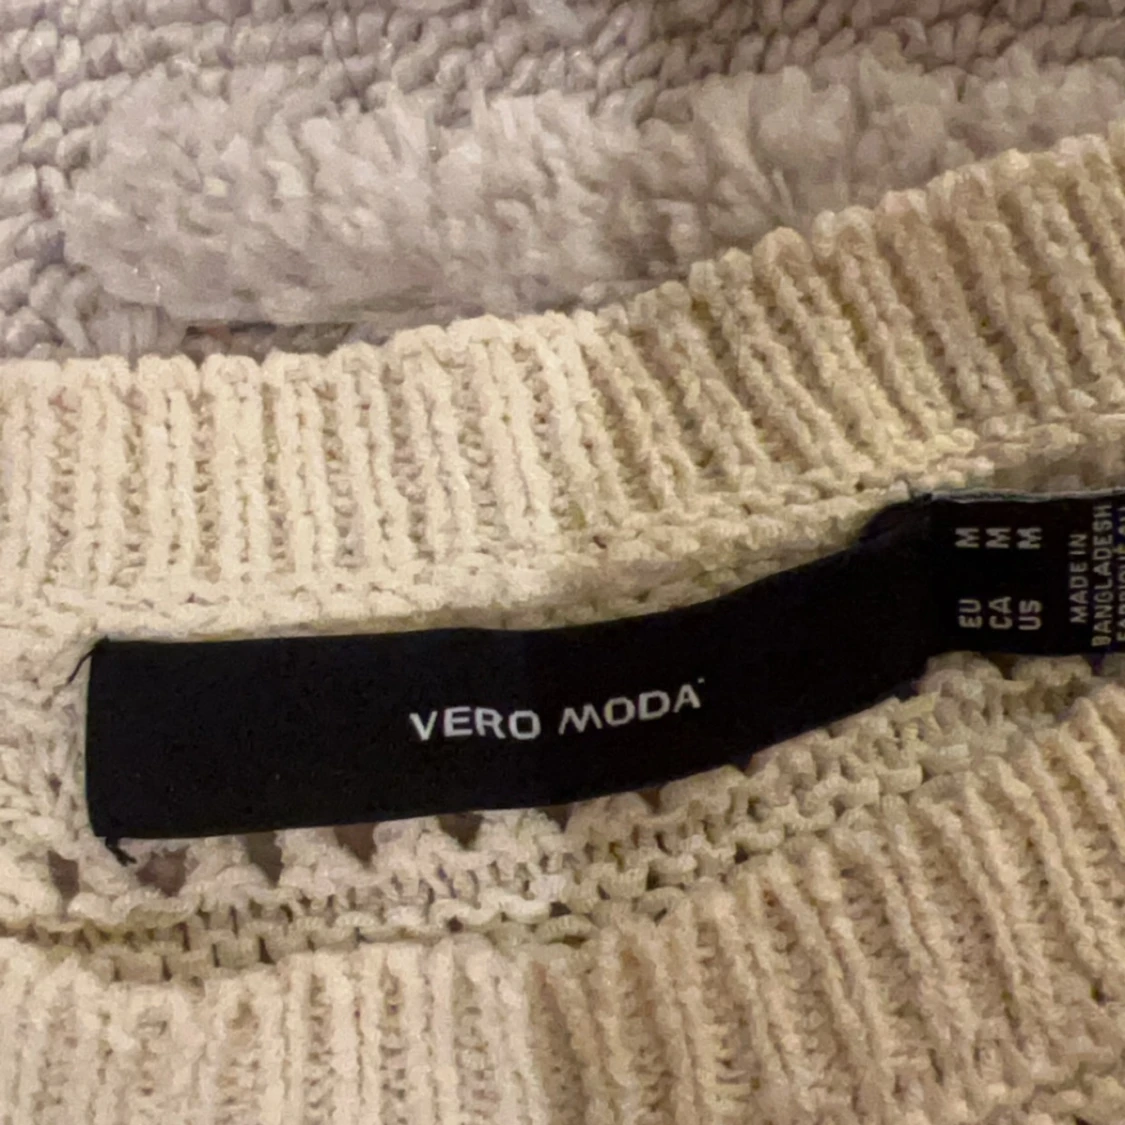 VERO MODA
EU M
CA M
US M
MADE IN
BANGLADESH